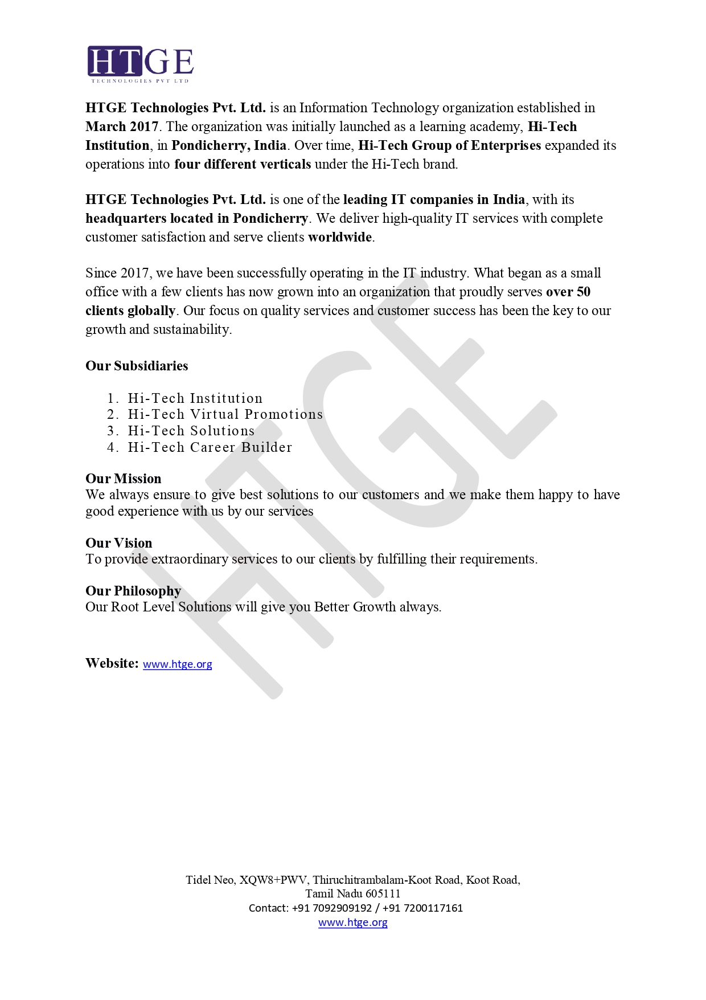 HTGE
TECHNOLOGIES PVT LTD
HTGE Technologies Pvt. Ltd. is an Information Technology organization established in
March 2017. The organization was initially launched as a learning academy, Hi-Tech
Institution, in Pondicherry, India. Over time, Hi-Tech Group of Enterprises expanded its
operations into four different verticals under the Hi-Tech brand.
HTGE Technologies Pvt. Ltd. is one of the leading IT companies in India, with its
headquarters located in Pondicherry. We deliver high-quality IT services with complete
customer satisfaction and serve clients worldwide.
Since 2017, we have been successfully operating in the IT industry. What began as a small
office with a few clients has now grown into an organization that proudly serves over 50
clients globally. Our focus on quality services and customer success has been the key to our
growth and sustainability.
Our Subsidiaries
1. Hi-Tech Institution
2. Hi-Tech Virtual Promotions
3. Hi-Tech Solutions
4. Hi-Tech Career Builder
Our Mission
We always ensure to give best solutions to our customers and we make them happy to have
good experience with us by our services
Our Vision
To provide extraordinary services to our clients by fulfilling their requirements.
Our Philosophy
Our Root Level Solutions will give you Better Growth always.
Website: www.htge.org
HTGE
Tidel Neo, XQW8+PWV, Thiruchitrambalam-Koot Road, Koot Road,
Tamil Nadu 605111
Contact: +91 7092909192 / +91 7200117161
www.htge.org